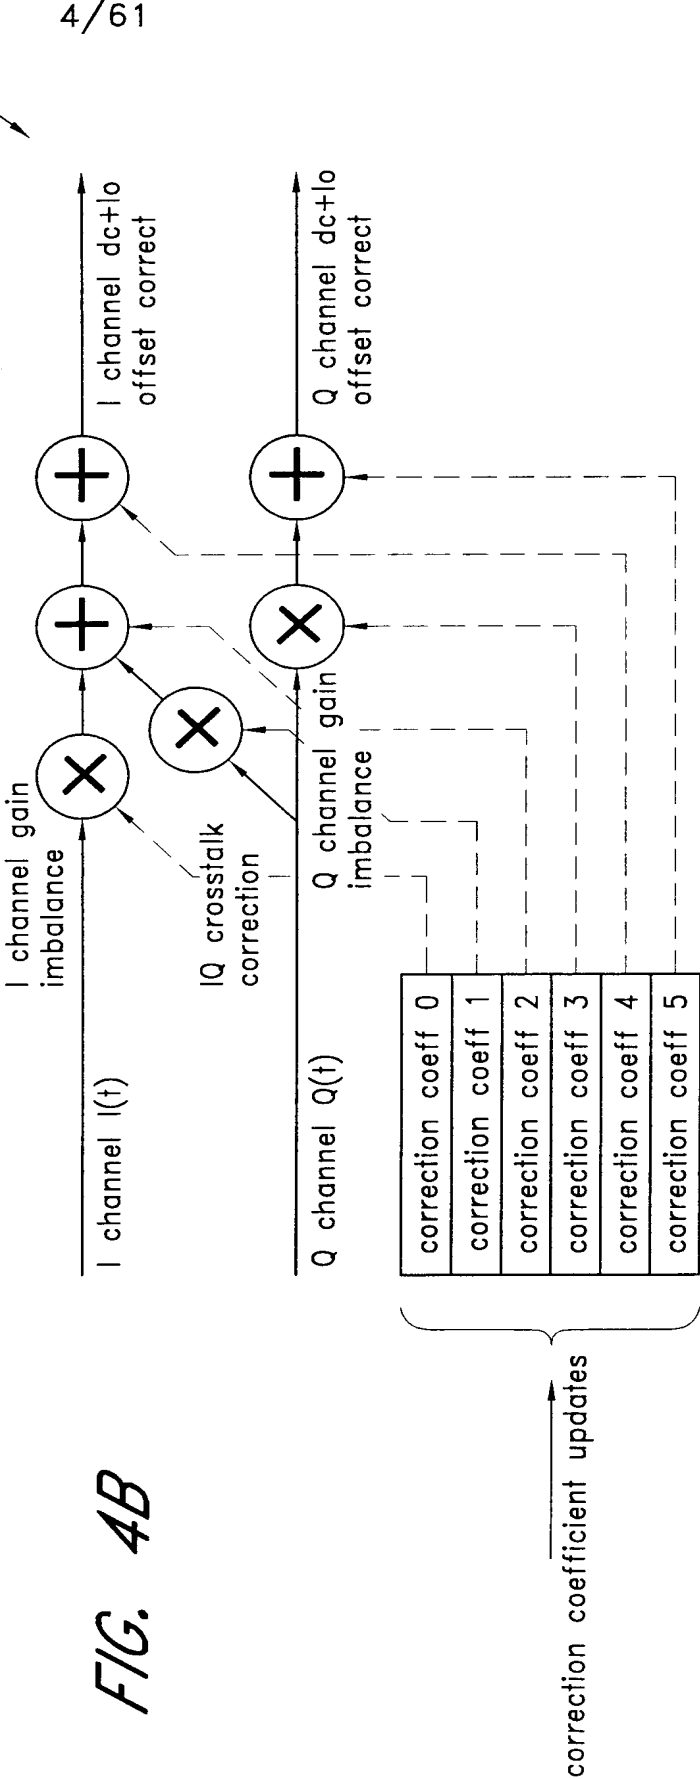 4/61
I channel gain
imbalance
I channel I(t)
I channel dc+lo
offset correct
IQ crosstalk
correction
Q channel Q(t)
Q channel gain
imbalance
Q channel dc+lo
offset correct
correction coeff 0
correction coeff 1
correction coeff 2
correction coeff 3
correction coeff 4
correction coeff 5
correction coefficient updates
FIG. 4B